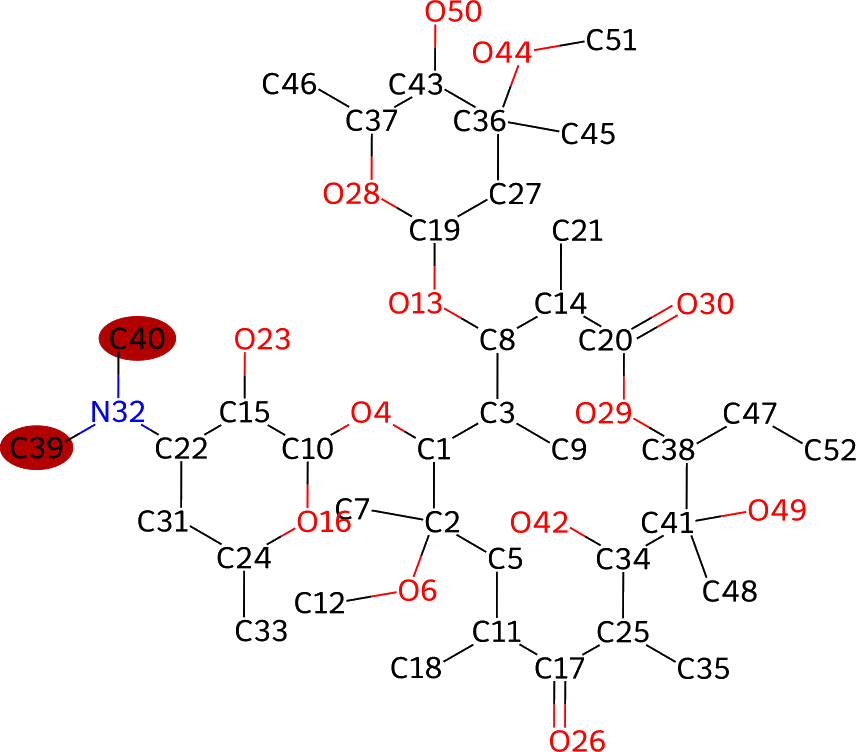 O50
O44 C51
C46 C43
C37 C36 C45
O28 C27
C19 C21
O13 C14 O30
C40 O23 C8 C20
N32 C15 O4 C3 O29 C47
C39 C22 C10 C1 C9 C38 C52
C31 O16 C7 C2 O42 C41 O49
C24 C5 C34
C12 O6 C48
C33 C11 C25
C18 C17 C35
O26